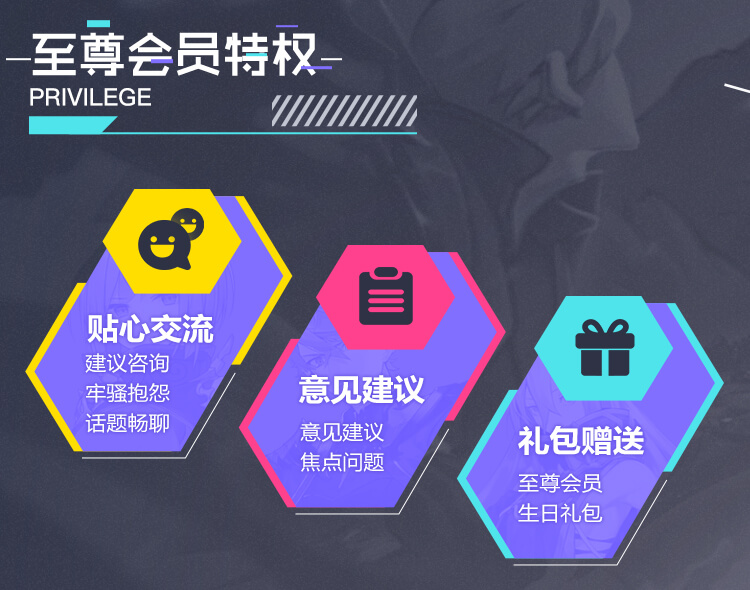 至尊会员特权
PRIVILEGE
贴心交流
建议咨询
牢骚抱怨
话题畅聊
意见建议
意见建议
焦点问题
礼包赠送
至尊会员
生日礼包